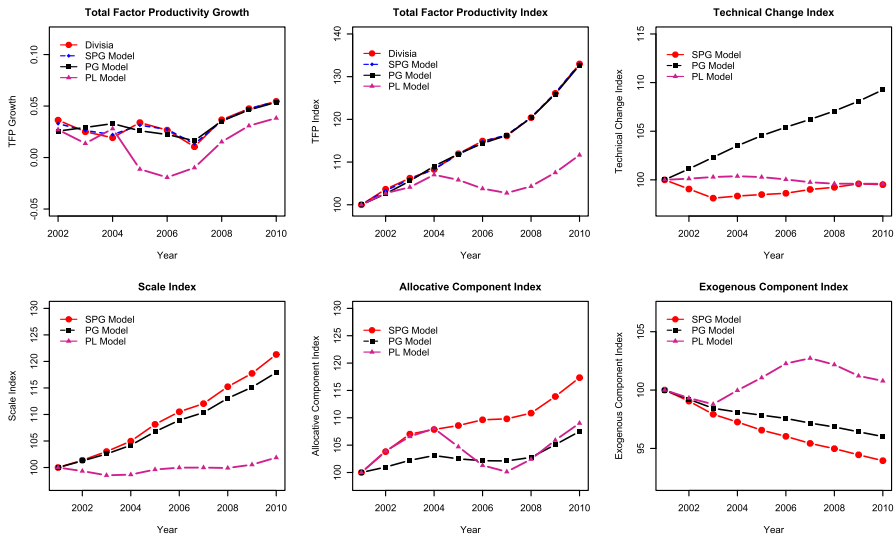 Total Factor Productivity Growth
TFP Growth
0.10
0.05
0.00
-0.05
Divisia
SPG Model
PG Model
PL Model
2002 2004 2006 2008 2010
Year
Total Factor Productivity Index
TFP Index
140
130
120
110
100
Divisia
SPG Model
PG Model
PL Model
2002 2004 2006 2008 2010
Year
Technical Change Index
Technical Change Index
115
110
105
100
SPG Model
PG Model
PL Model
2002 2004 2006 2008 2010
Year
Scale Index
Scale Index
130
125
120
115
110
105
100
SPG Model
PG Model
PL Model
2002 2004 2006 2008 2010
Year
Allocative Component Index
Allocative Component Index
130
125
120
115
110
105
100
SPG Model
PG Model
PL Model
2002 2004 2006 2008 2010
Year
Exogenous Component Index
Exogenous Component Index
105
100
95
SPG Model
PG Model
PL Model
2002 2004 2006 2008 2010
Year